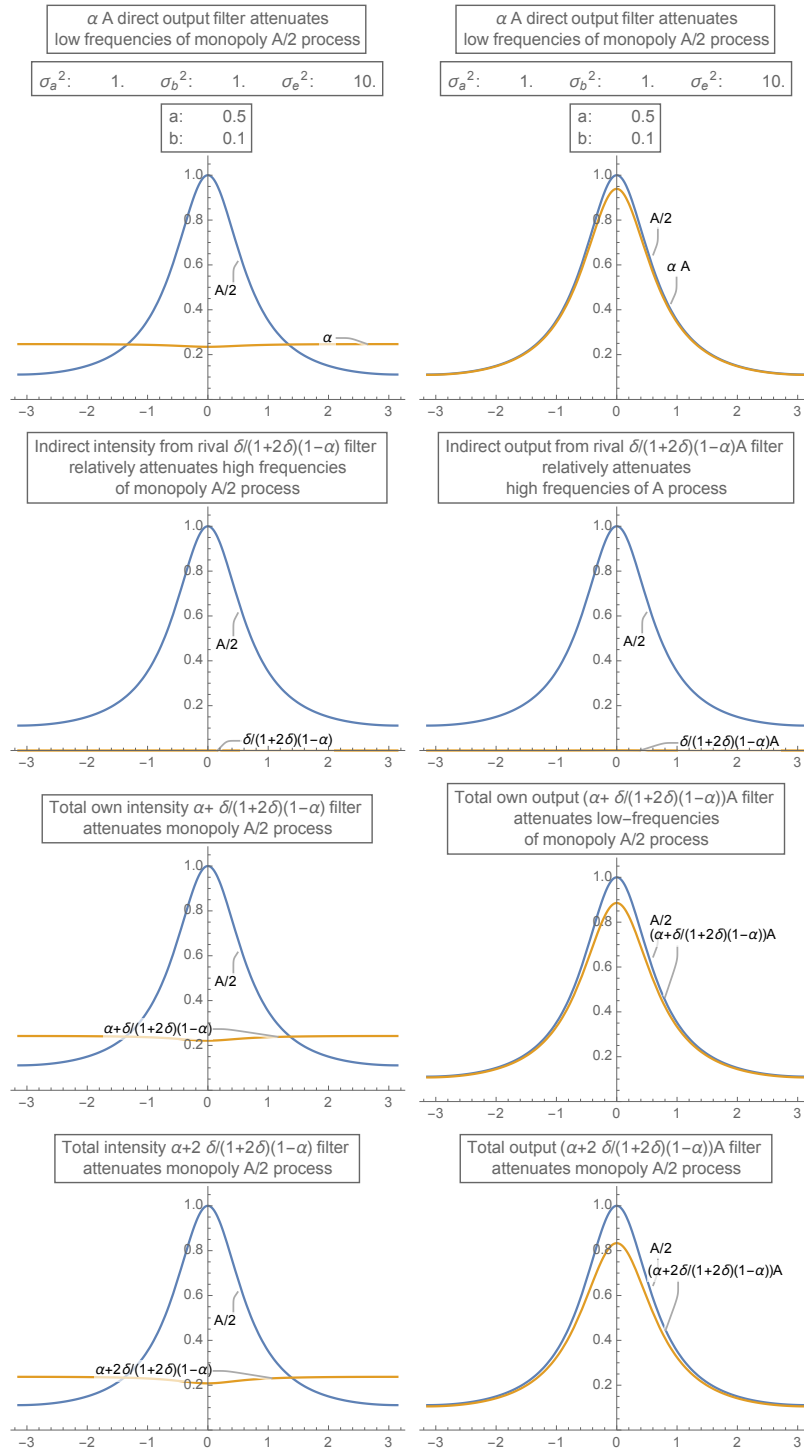 α A direct output filter attenuates
low frequencies of monopoly A/2 process
σa²: 1. σb²: 1. σe²: 10.
a: 0.5
b: 0.1
1.0
0.8
0.6
0.4
0.2
A/2
α
−3 −2 −1 0 1 2 3
α A direct output filter attenuates
low frequencies of monopoly A/2 process
σa²: 1. σb²: 1. σe²: 10.
a: 0.5
b: 0.1
1.0
0.8
0.6
0.4
0.2
A/2
α A
−3 −2 −1 0 1 2 3
Indirect intensity from rival δ/(1+2δ)(1−α) filter
relatively attenuates high frequencies
of monopoly A/2 process
1.0
0.8
0.6
0.4
0.2
A/2
δ/(1+2δ)(1−α)
−3 −2 −1 0 1 2 3
Indirect output from rival δ/(1+2δ)(1−α)A filter
relatively attenuates
high frequencies of A process
1.0
0.8
0.6
0.4
0.2
A/2
δ/(1+2δ)(1−α)A
−3 −2 −1 0 1 2 3
Total own intensity α+ δ/(1+2δ)(1−α) filter
attenuates monopoly A/2 process
1.0
0.8
0.6
0.4
0.2
A/2
α+δ/(1+2δ)(1−α)
−3 −2 −1 0 1 2 3
Total own output (α+ δ/(1+2δ)(1−α))A filter
attenuates low−frequencies
of monopoly A/2 process
1.0
0.8
0.6
0.4
0.2
A/2
(α+δ/(1+2δ)(1−α))A
−3 −2 −1 0 1 2 3
Total intensity α+2 δ/(1+2δ)(1−α) filter
attenuates monopoly A/2 process
1.0
0.8
0.6
0.4
0.2
A/2
α+2δ/(1+2δ)(1−α)
−3 −2 −1 0 1 2 3
Total output (α+2 δ/(1+2δ)(1−α))A filter
attenuates monopoly A/2 process
1.0
0.8
0.6
0.4
0.2
A/2
(α+2δ/(1+2δ)(1−α))A
−3 −2 −1 0 1 2 3